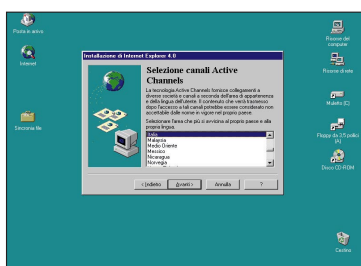 Posta in arrivo
Internet
Sincronia file
Installazione di Internet Explorer 4.0
Selezione canali Active
Channels
La tecnologia Active Channels fornisce collegamenti a
diverse società e canali a seconda dell'area di appartenenza
e della lingua dell'utente. Il contenuto che verrà trasmesso
dopo l'accesso a tali canali potrebbe essere considerato non
accettabile dalle norme in vigore nel proprio paese.
Selezionare l'area che più si avvicina al proprio paese e alla
propria lingua.
Italia
Malaysia
Medio Oriente
Messico
Nicaragua
Norvegia
< Indietro
Avanti >
Annulla
?
Risorse del
computer
Risorse di rete
Muletto (C)
Floppy da 3,5 pollici
(A)
Disco CD-ROM
Cestino